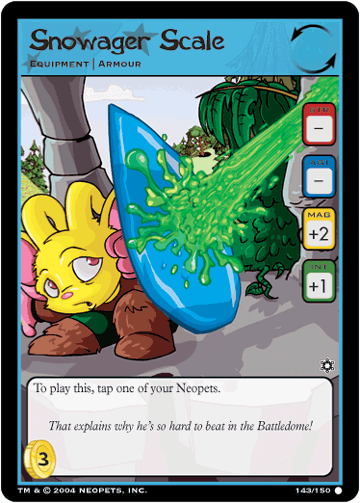 Snowager Scale
EQUIPMENT | ARMOUR
STR
–
AGI
–
MAG
+2
INT
+1
To play this, tap one of your Neopets.
That explains why he's so hard to beat in the Battledome!
3
TM & © 2004 NEOPETS, INC.
143/150